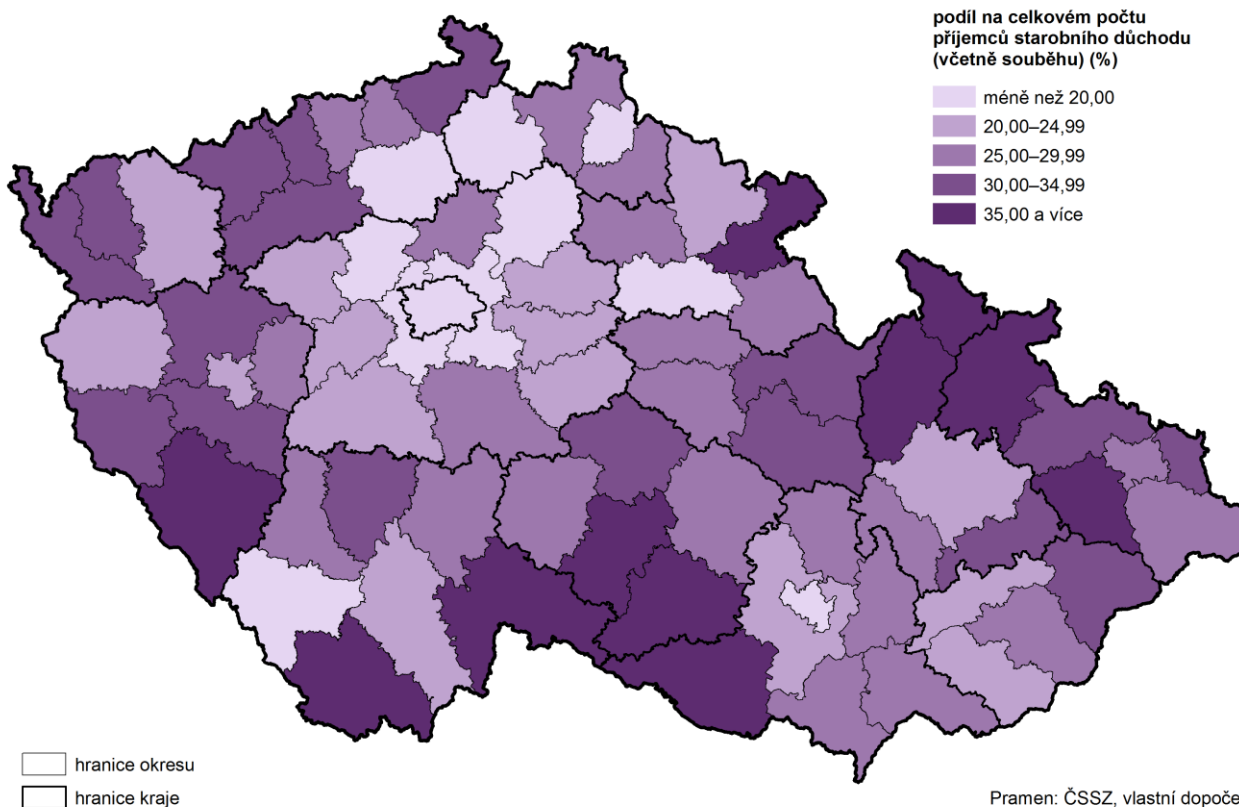 podíl na celkovém počtu
příjemců starobního důchodu
(včetně souběhu) (%)
méně než 20,00
20,00–24,99
25,00–29,99
30,00–34,99
35,00 a více
hranice okresu
hranice kraje
Pramen: ČSSZ, vlastní dopoče